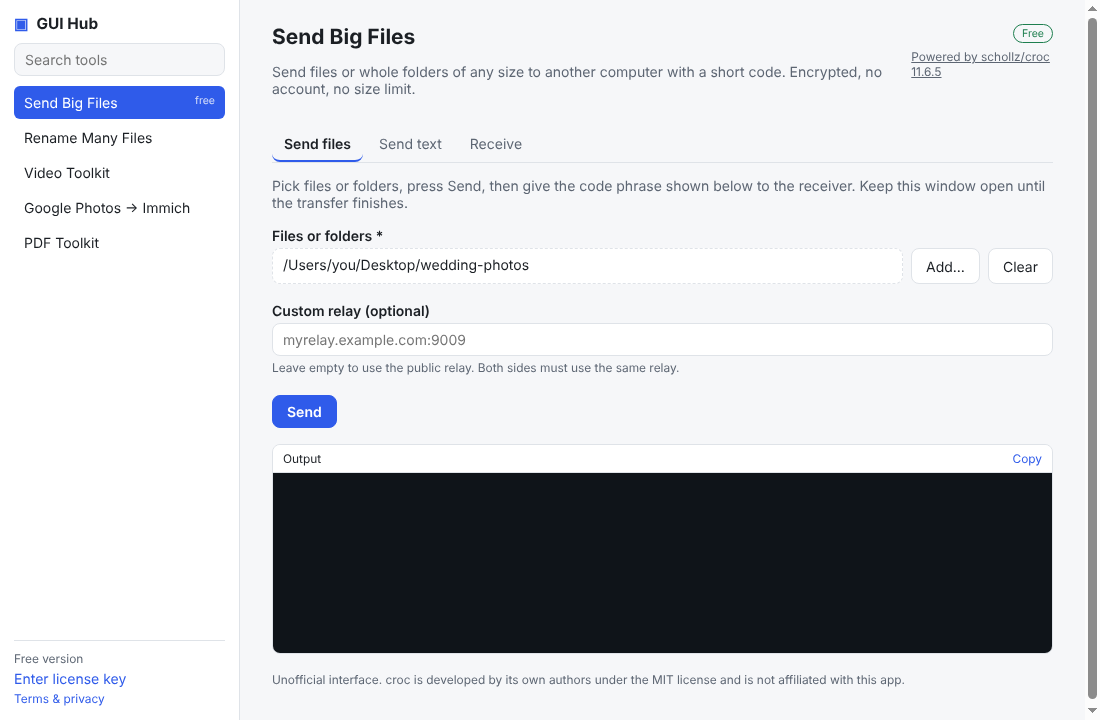 GUI Hub
Search tools
Send Big Files free
Rename Many Files
Video Toolkit
Google Photos → Immich
PDF Toolkit
Free version
Enter license key
Terms & privacy
Send Big Files
Free
Send files or whole folders of any size to another computer with a short code. Encrypted, no
account, no size limit.
Powered by schollz/croc
11.6.5
Send files Send text Receive
Pick files or folders, press Send, then give the code phrase shown below to the receiver. Keep this window open until
the transfer finishes.
Files or folders *
/Users/you/Desktop/wedding-photos Add... Clear
Custom relay (optional)
myrelay.example.com:9009
Leave empty to use the public relay. Both sides must use the same relay.
Send
Output Copy
Unofficial interface. croc is developed by its own authors under the MIT license and is not affiliated with this app.